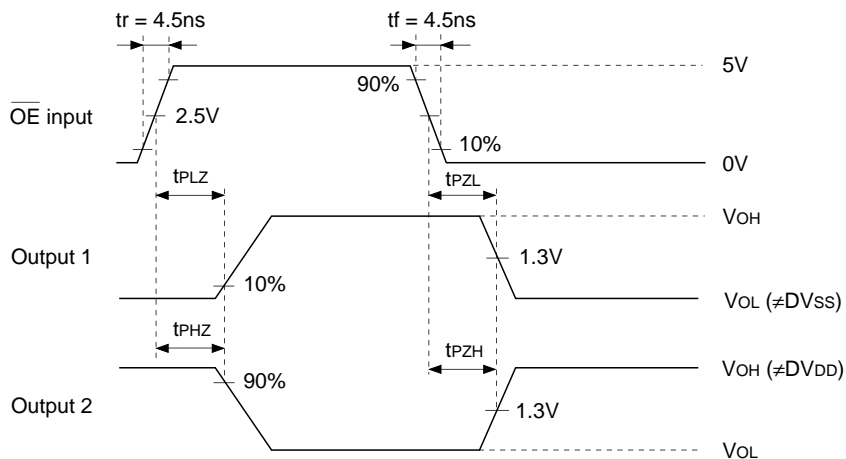 tr = 4.5ns
tf = 4.5ns
5V
90%
OE input
2.5V
10%
0V
tPLZ
tPZL
VOH
Output 1
1.3V
10%
VOL (≠DVSS)
tPHZ
tPZH
VOH (≠DVDD)
90%
Output 2
1.3V
VOL